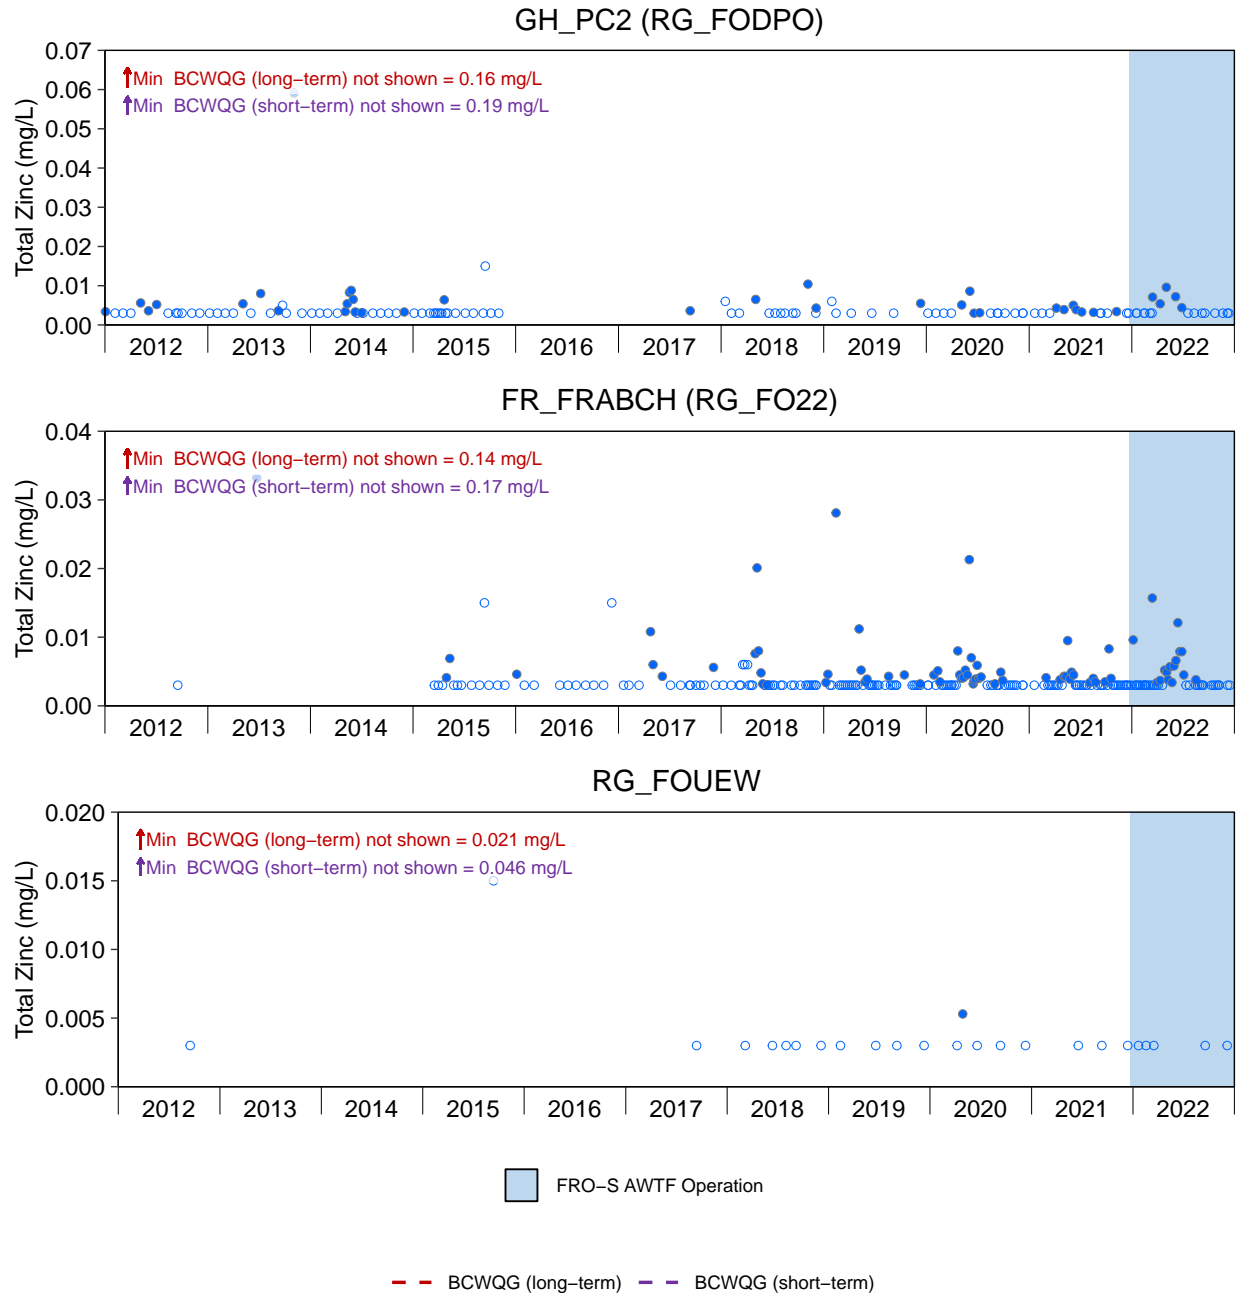 GH_PC2 (RG_FODPO)
Total Zinc (mg/L)
0.07
0.06
0.05
0.04
0.03
0.02
0.01
0.00
Min BCWQG (long−term) not shown = 0.16 mg/L
Min BCWQG (short−term) not shown = 0.19 mg/L
2012 2013 2014 2015 2016 2017 2018 2019 2020 2021 2022
FR_FRABCH (RG_FO22)
Total Zinc (mg/L)
0.04
0.03
0.02
0.01
0.00
Min BCWQG (long−term) not shown = 0.14 mg/L
Min BCWQG (short−term) not shown = 0.17 mg/L
2012 2013 2014 2015 2016 2017 2018 2019 2020 2021 2022
RG_FOUEW
Total Zinc (mg/L)
0.020
0.015
0.010
0.005
0.000
Min BCWQG (long−term) not shown = 0.021 mg/L
Min BCWQG (short−term) not shown = 0.046 mg/L
2012 2013 2014 2015 2016 2017 2018 2019 2020 2021 2022
FRO−S AWTF Operation
BCWQG (long−term) BCWQG (short−term)